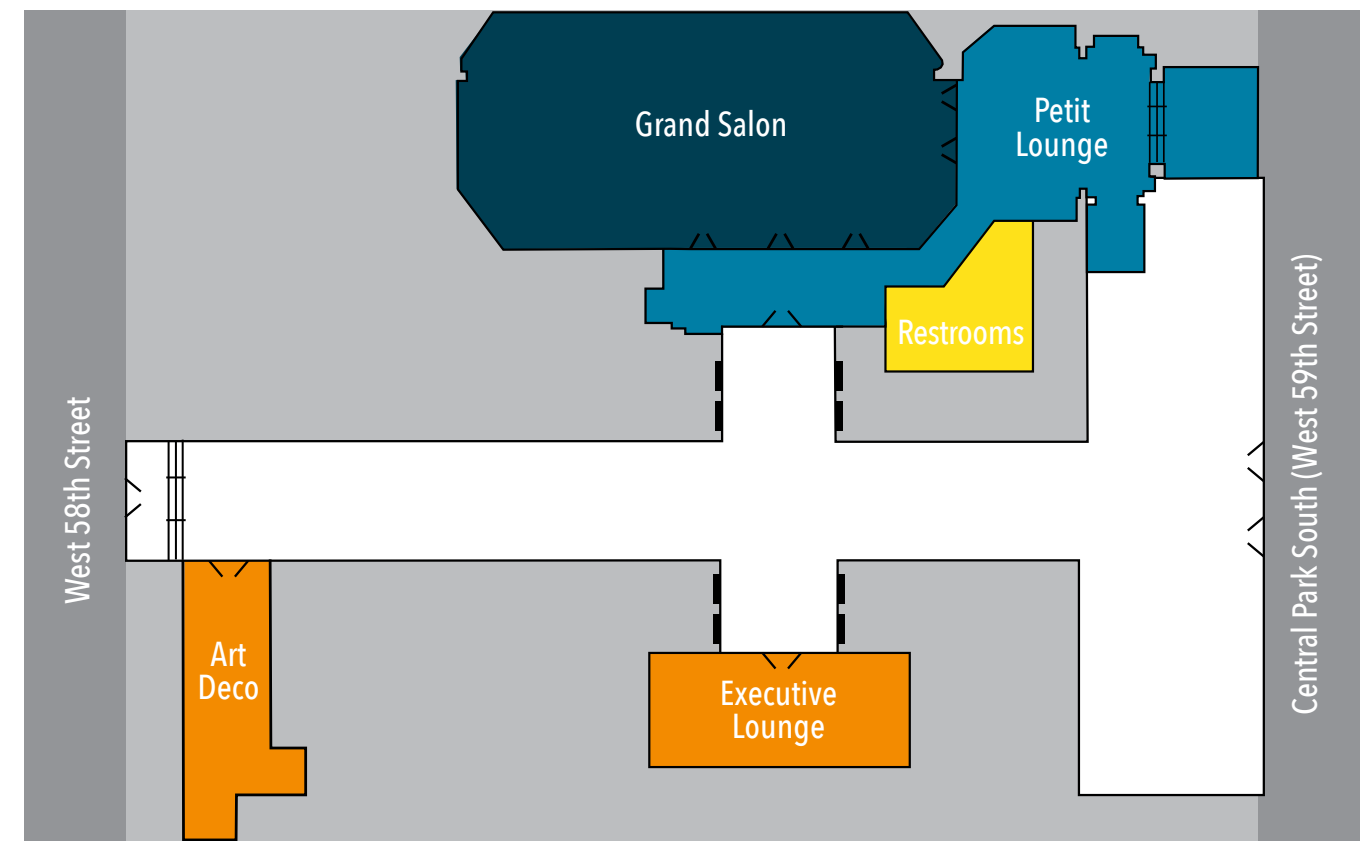 Grand Salon
Petit
Lounge
Restrooms
West 58th Street
Central Park South (West 59th Street)
Art
Deco
Executive
Lounge